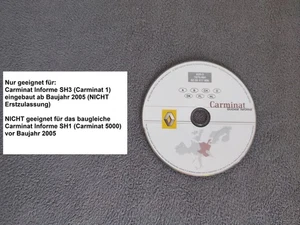 Nur geeignet für:
Carminat Informe SH3 (Carminat 1)
eingebaut ab Baujahr 2005 (NICHT
Erstzulassung)
NICHT geeignet für das baugleiche
Carminat Informe SH1 (Carminat 5000)
vor Baujahr 2005
Carminat